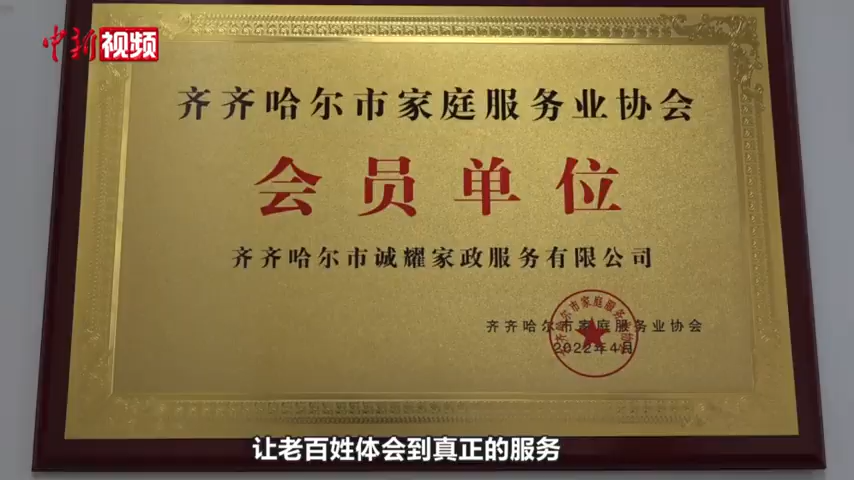 中新视频
齐齐哈尔市家庭服务业协会
会员单位
齐齐哈尔市诚耀家政服务有限公司
齐齐哈尔市家庭服务业协会
2022年4月
让老百姓体会到真正的服务